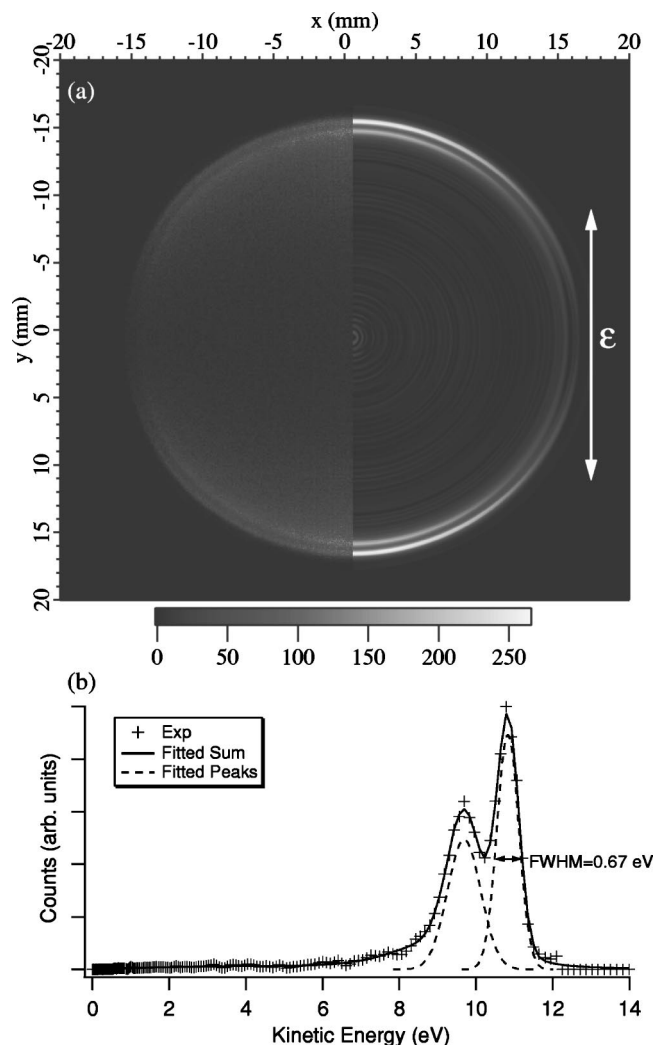 x (mm)
-20 -15 -10 -5 0 5 10 15 20
(a)
y (mm)
-20
-15
-10
-5
0
5
10
15
20
ε
0 50 100 150 200 250
(b)
Exp
Fitted Sum
Fitted Peaks
FWHM=0.67 eV
Counts (arb. units)
0 2 4 6 8 10 12 14
Kinetic Energy (eV)